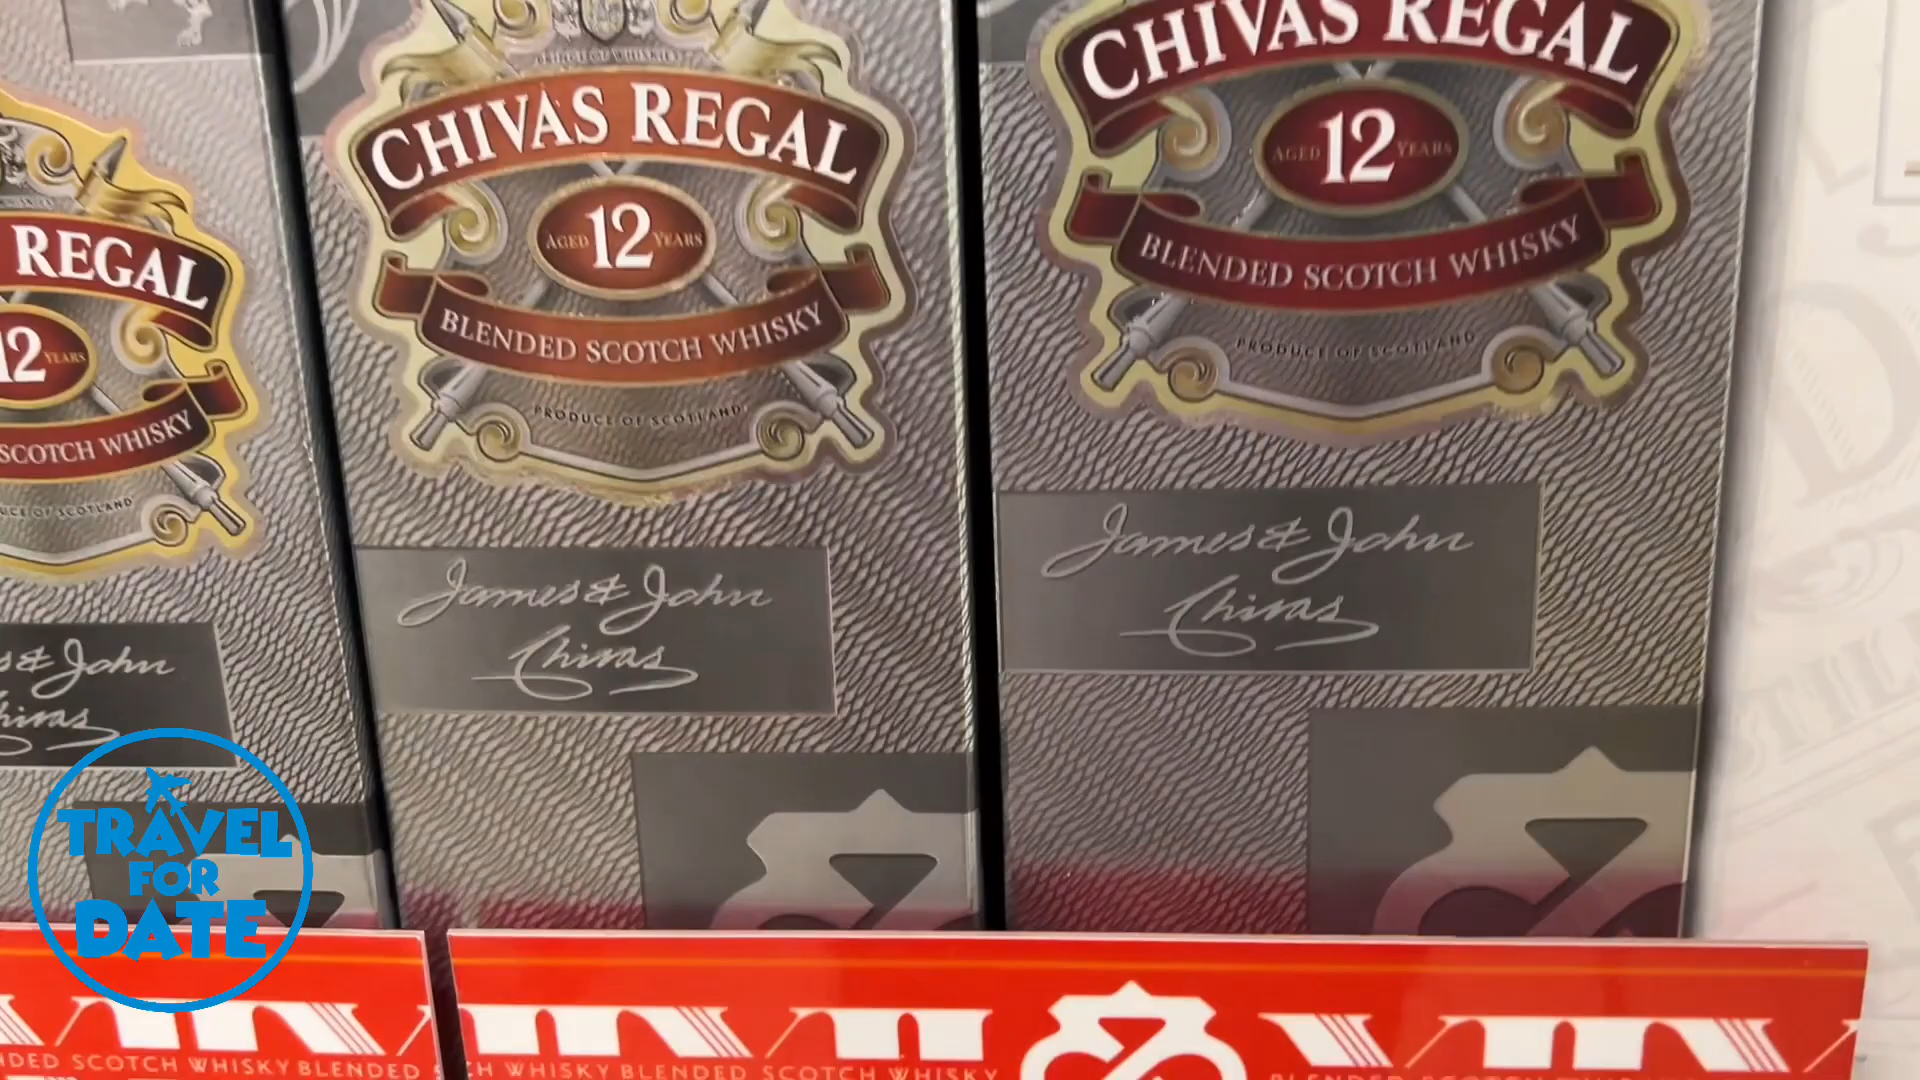 CHIVAS REGAL
AGED 12 YEARS
BLENDED SCOTCH WHISKY
PRODUCE OF SCOTLAND
James & John
Chivas
CHIVAS REGAL
AGED 12 YEARS
BLENDED SCOTCH WHISKY
PRODUCE OF SCOTLAND
James & John
Chivas
REGAL
12 YEARS
SCOTCH WHISKY
SCOTLAND
& John
TRAVEL
FOR
DATE
SCOTCH WHISKY BLENDED
WHISKY BLENDED SCOTCH WHISKY
BLENDED